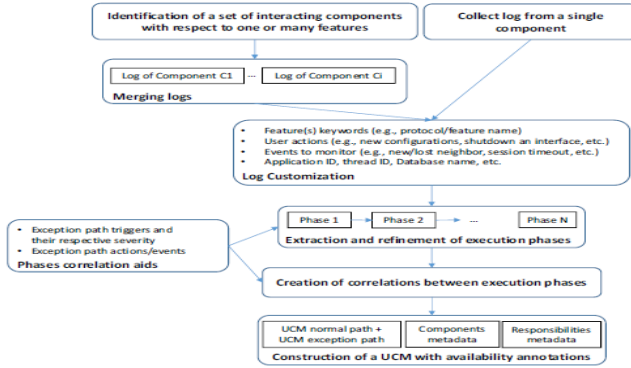 Identification of a set of interacting components
with respect to one or many features
Collect log from a single
component
Log of Component C1 ... Log of Component Ci
Merging logs
• Feature(s) keywords (e.g., protocol/feature name)
• User actions (e.g., new configurations, shutdown an interface, etc.)
• Events to monitor (e.g., new/lost neighbor, session timeout, etc.)
• Application ID, thread ID, Database name, etc.
Log Customization
Phase 1 Phase 2 ... Phase N
Extraction and refinement of execution phases
• Exception path triggers and
their respective severity
• Exception path actions/events
Phases correlation aids
Creation of correlations between execution phases
UCM normal path +
UCM exception path
Components
metadata
Responsibilities
metadata
Construction of a UCM with availability annotations